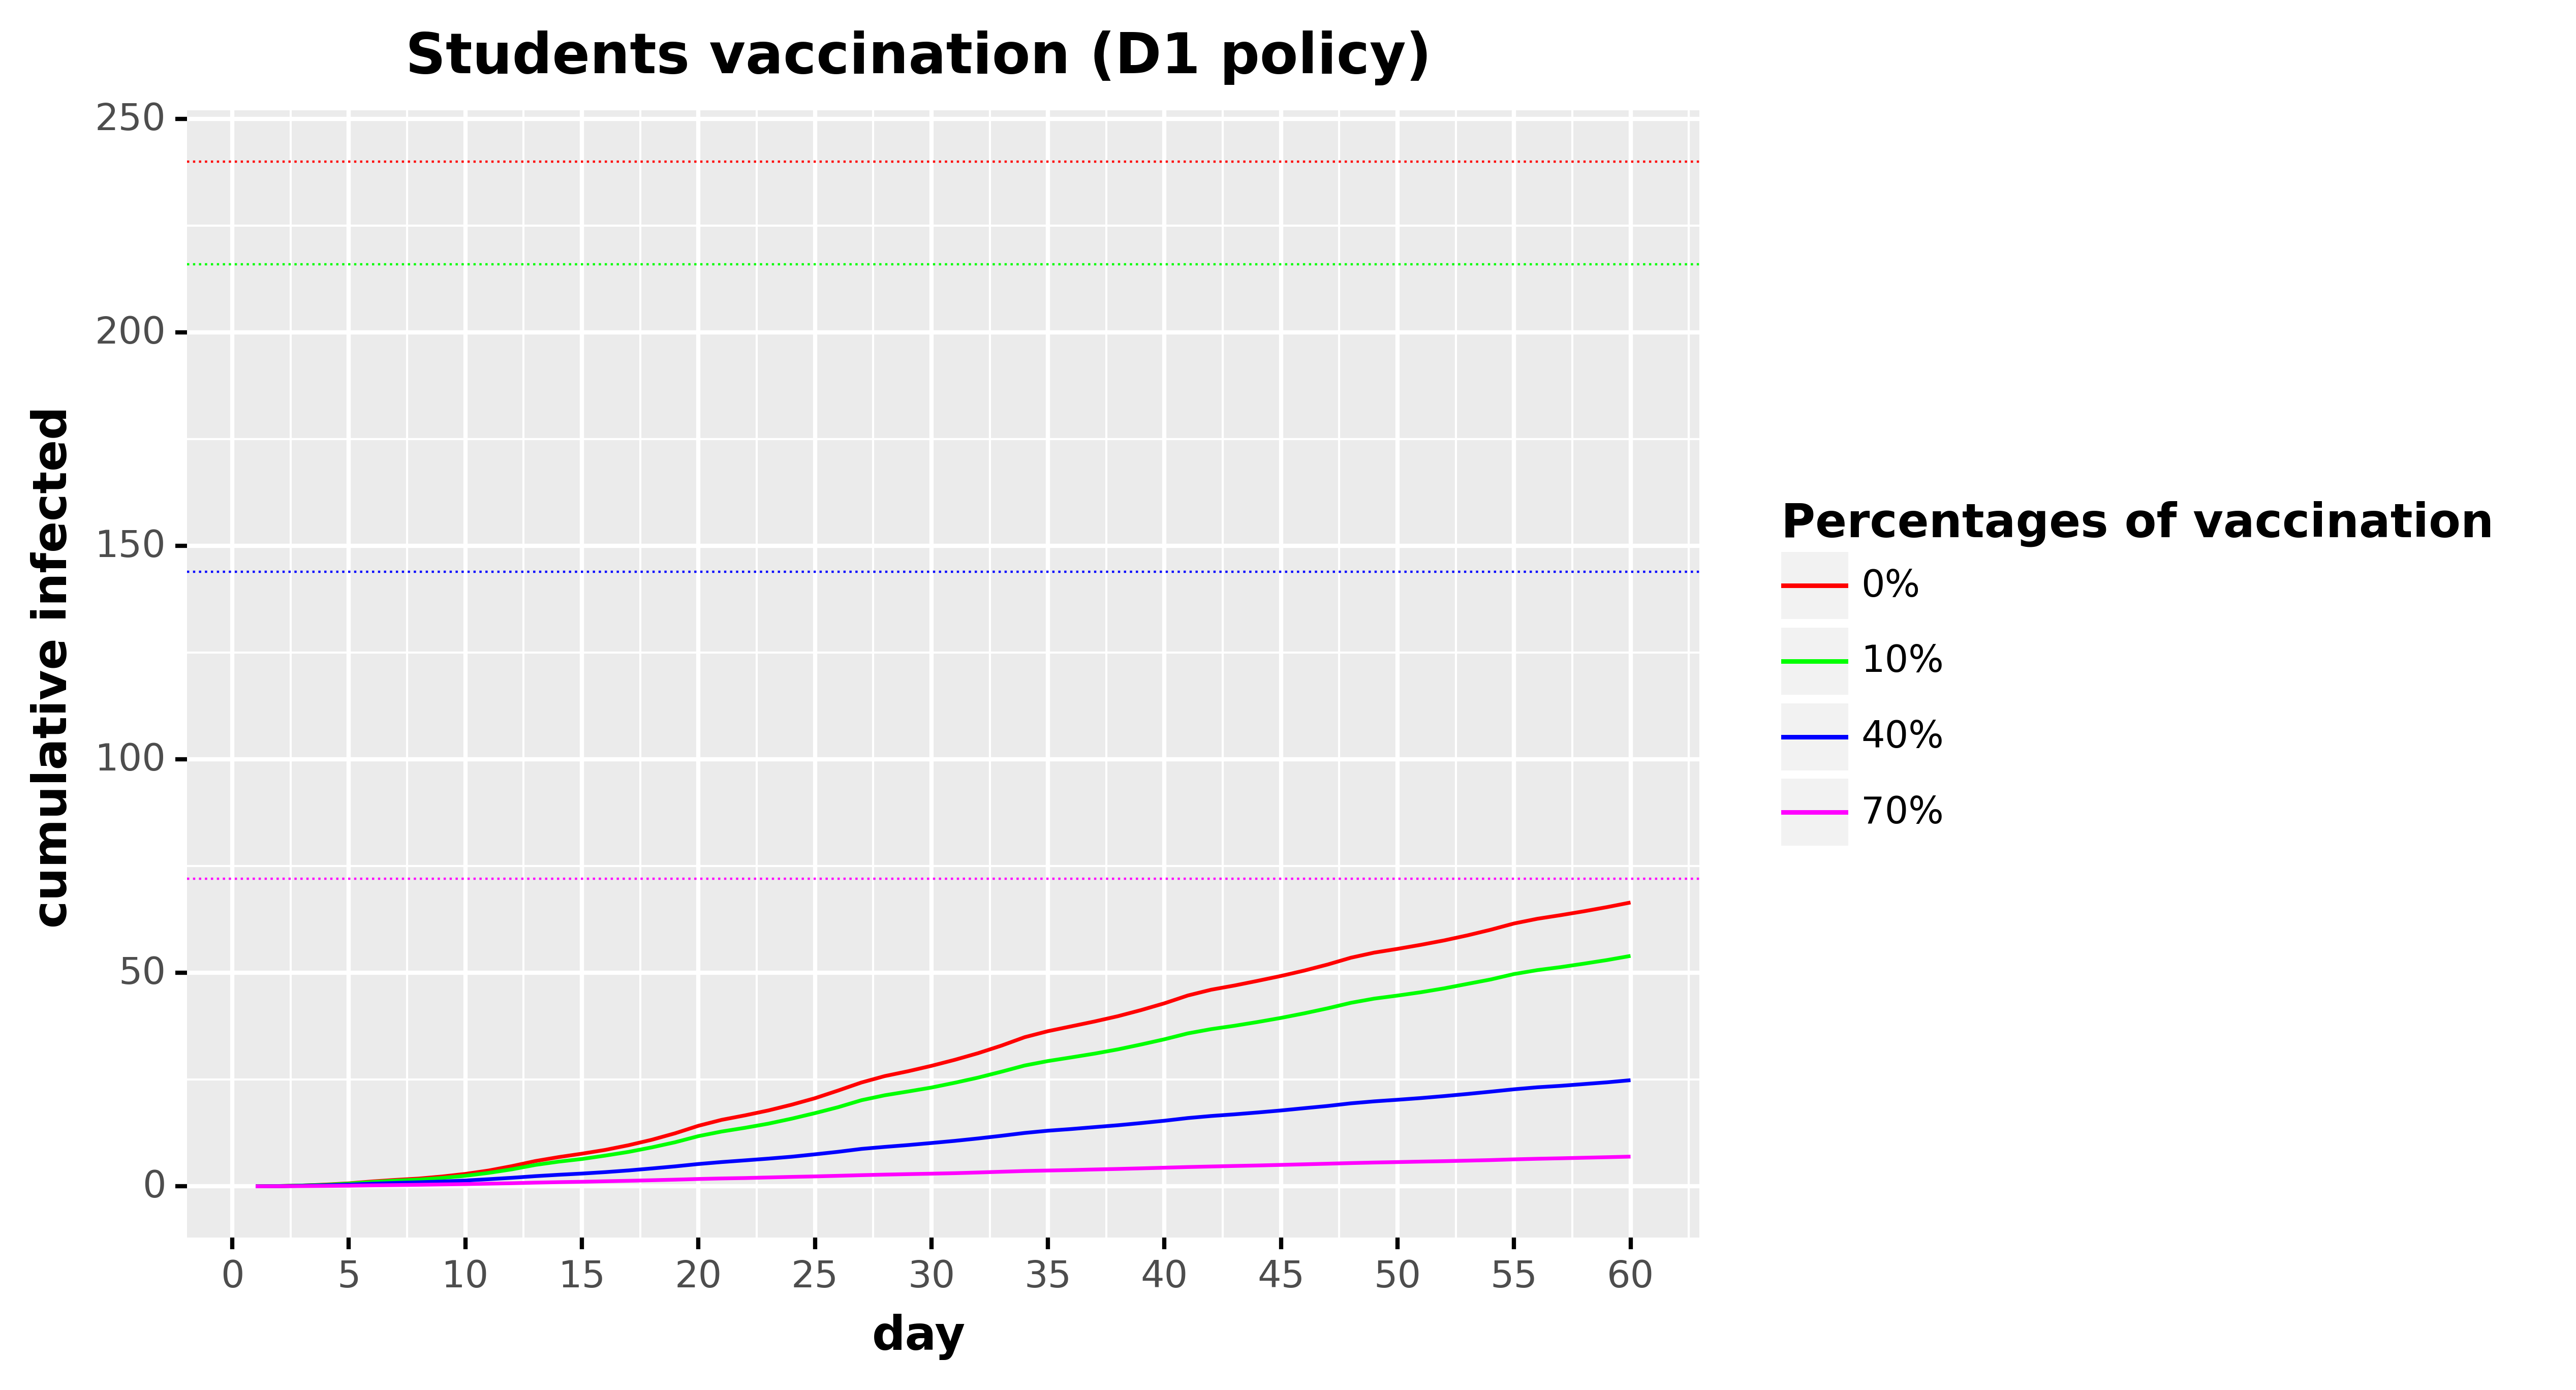 Students vaccination (D1 policy)
250
200
150
100
50
0
cumulative infected
0 5 10 15 20 25 30 35 40 45 50 55 60
day
Percentages of vaccination
0%
10%
40%
70%